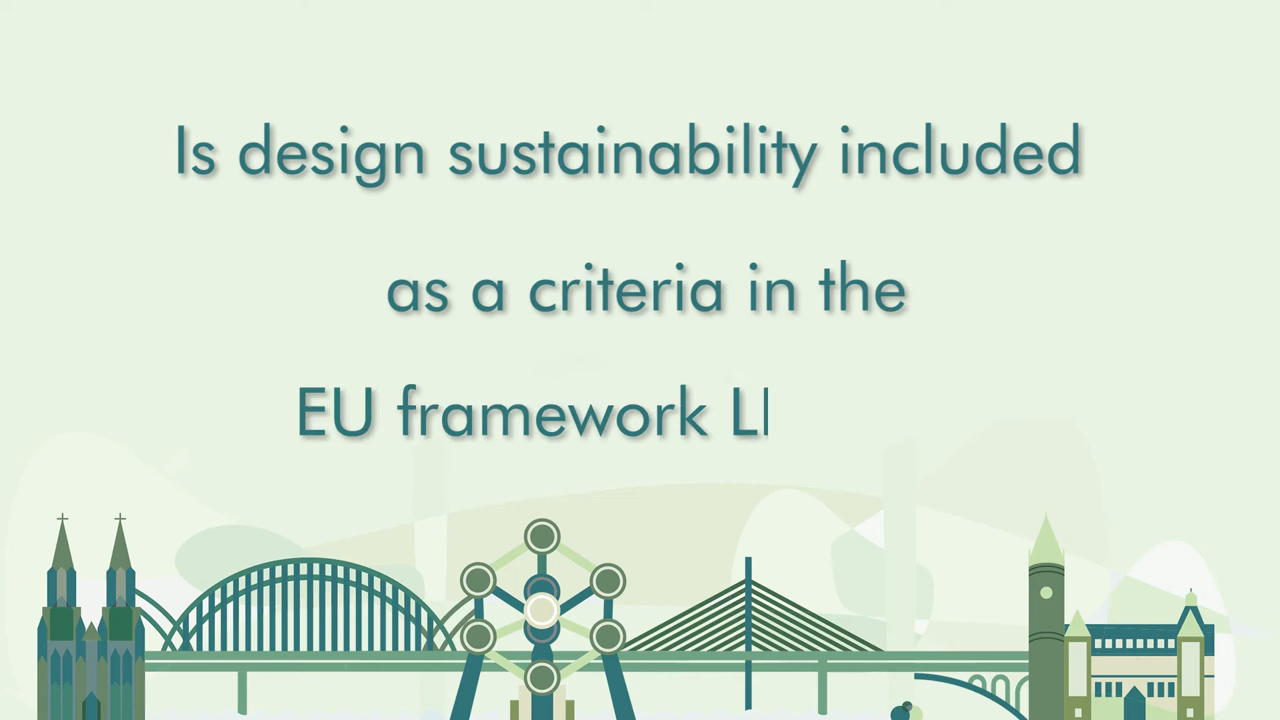 Is design sustainability included
as a criteria in the
EU framework L